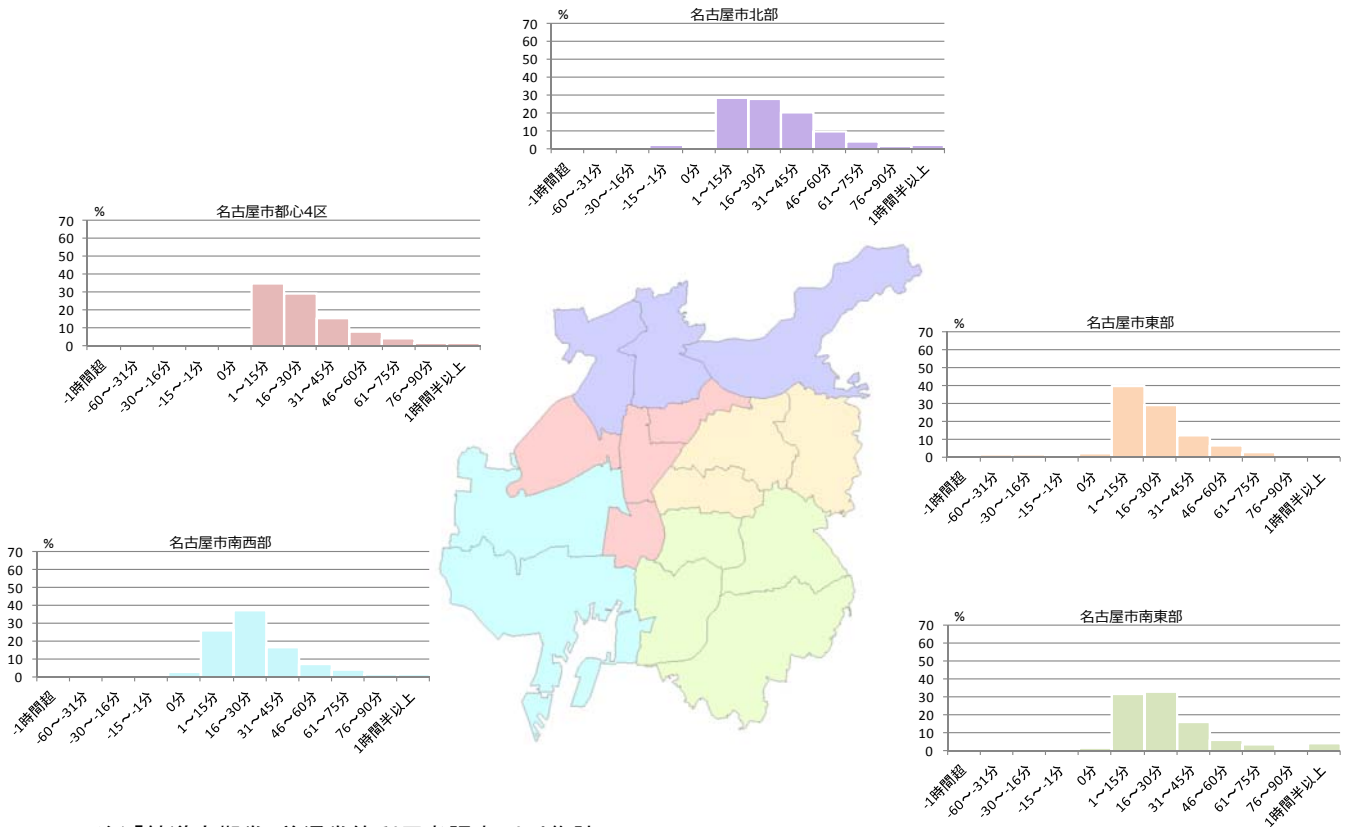 名古屋市北部
%
70
60
50
40
30
20
10
0
-1時間超
-60～-31分
-30～-16分
-15～-1分
0分
1～15分
16～30分
31～45分
46～60分
61～75分
76～90分
1時間半以上
名古屋市都心4区
%
70
60
50
40
30
20
10
0
-1時間超
-60～-31分
-30～-16分
-15～-1分
0分
1～15分
16～30分
31～45分
46～60分
61～75分
76～90分
1時間半以上
名古屋市東部
%
70
60
50
40
30
20
10
0
-1時間超
-60～-31分
-30～-16分
-15～-1分
0分
1～15分
16～30分
31～45分
46～60分
61～75分
76～90分
1時間半以上
名古屋市南西部
%
70
60
50
40
30
20
10
0
-1時間超
-60～-31分
-30～-16分
-15～-1分
0分
1～15分
16～30分
31～45分
46～60分
61～75分
76～90分
1時間半以上
名古屋市南東部
%
70
60
50
40
30
20
10
0
-1時間超
-60～-31分
-30～-16分
-15～-1分
0分
1～15分
16～30分
31～45分
46～60分
61～75分
76～90分
1時間半以上